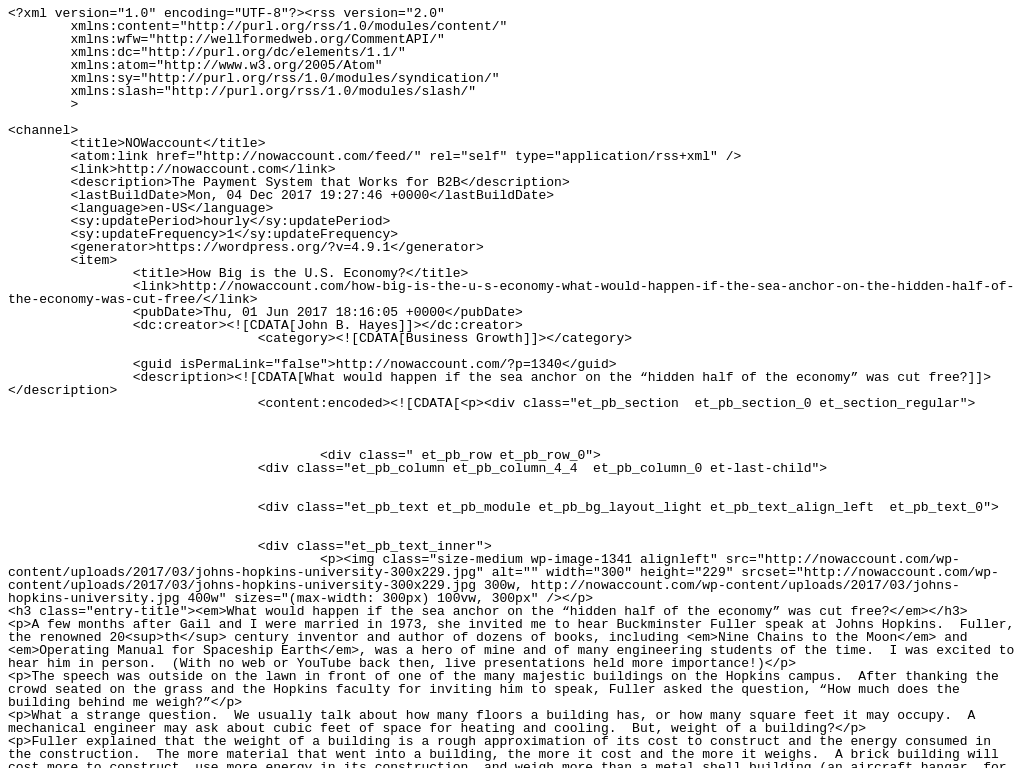 <?xml version="1.0" encoding="UTF-8"?><rss version="2.0"
xmlns:content="http://purl.org/rss/1.0/modules/content/"
xmlns:wfw="http://wellformedweb.org/CommentAPI/"
xmlns:dc="http://purl.org/dc/elements/1.1/"
xmlns:atom="http://www.w3.org/2005/Atom"
xmlns:sy="http://purl.org/rss/1.0/modules/syndication/"
xmlns:slash="http://purl.org/rss/1.0/modules/slash/"
>
<channel>
<title>NOWaccount</title>
<atom:link href="http://nowaccount.com/feed/" rel="self" type="application/rss+xml" />
<link>http://nowaccount.com</link>
<description>The Payment System that Works for B2B</description>
<lastBuildDate>Mon, 04 Dec 2017 19:27:46 +0000</lastBuildDate>
<language>en-US</language>
<sy:updatePeriod>hourly</sy:updatePeriod>
<sy:updateFrequency>1</sy:updateFrequency>
<generator>https://wordpress.org/?v=4.9.1</generator>
<item>
<title>How Big is the U.S. Economy?</title>
<link>http://nowaccount.com/how-big-is-the-u-s-economy-what-would-happen-if-the-sea-anchor-on-the-hidden-half-of-
the-economy-was-cut-free/</link>
<pubDate>Thu, 01 Jun 2017 18:16:05 +0000</pubDate>
<dc:creator><![CDATA[John B. Hayes]]></dc:creator>
<category><![CDATA[Business Growth]]></category>
<guid isPermaLink="false">http://nowaccount.com/?p=1340</guid>
<description><![CDATA[What would happen if the sea anchor on the “hidden half of the economy” was cut free?]]>
</description>
<content:encoded><![CDATA[<p><div class="et_pb_section  et_pb_section_0 et_section_regular">
<div class=" et_pb_row et_pb_row_0">
<div class="et_pb_column et_pb_column_4_4  et_pb_column_0 et-last-child">
<div class="et_pb_text et_pb_module et_pb_bg_layout_light et_pb_text_align_left  et_pb_text_0">
<div class="et_pb_text_inner">
<p><img class="size-medium wp-image-1341 alignleft" src="http://nowaccount.com/wp-
content/uploads/2017/03/johns-hopkins-university-300x229.jpg" alt="" width="300" height="229" srcset="http://nowaccount.com/wp-
content/uploads/2017/03/johns-hopkins-university-300x229.jpg 300w, http://nowaccount.com/wp-content/uploads/2017/03/johns-
hopkins-university.jpg 400w" sizes="(max-width: 300px) 100vw, 300px" /></p>
<h3 class="entry-title"><em>What would happen if the sea anchor on the “hidden half of the economy” was cut free?</em></h3>
<p>A few months after Gail and I were married in 1973, she invited me to hear Buckminster Fuller speak at Johns Hopkins.  Fuller,
the renowned 20<sup>th</sup> century inventor and author of dozens of books, including <em>Nine Chains to the Moon</em> and
<em>Operating Manual for Spaceship Earth</em>, was a hero of mine and of many engineering students of the time.  I was excited to
hear him in person.  (With no web or YouTube back then, live presentations held more importance!)</p>
<p>The speech was outside on the lawn in front of one of the many majestic buildings on the Hopkins campus.  After thanking the
crowd seated on the grass and the Hopkins faculty for inviting him to speak, Fuller asked the question, “How much does the
building behind me weigh?”</p>
<p>What a strange question.  We usually talk about how many floors a building has, or how many square feet it may occupy.  A
mechanical engineer may ask about cubic feet of space for heating and cooling.  But, weight of a building?</p>
<p>Fuller explained that the weight of a building is a rough approximation of its cost to construct and the energy consumed in
the construction.  The more material that went into a building, the more it cost and the more it weighs.  A brick building will
cost more to construct, use more energy in its construction, and weigh more than a metal shell building (an aircraft hangar, for